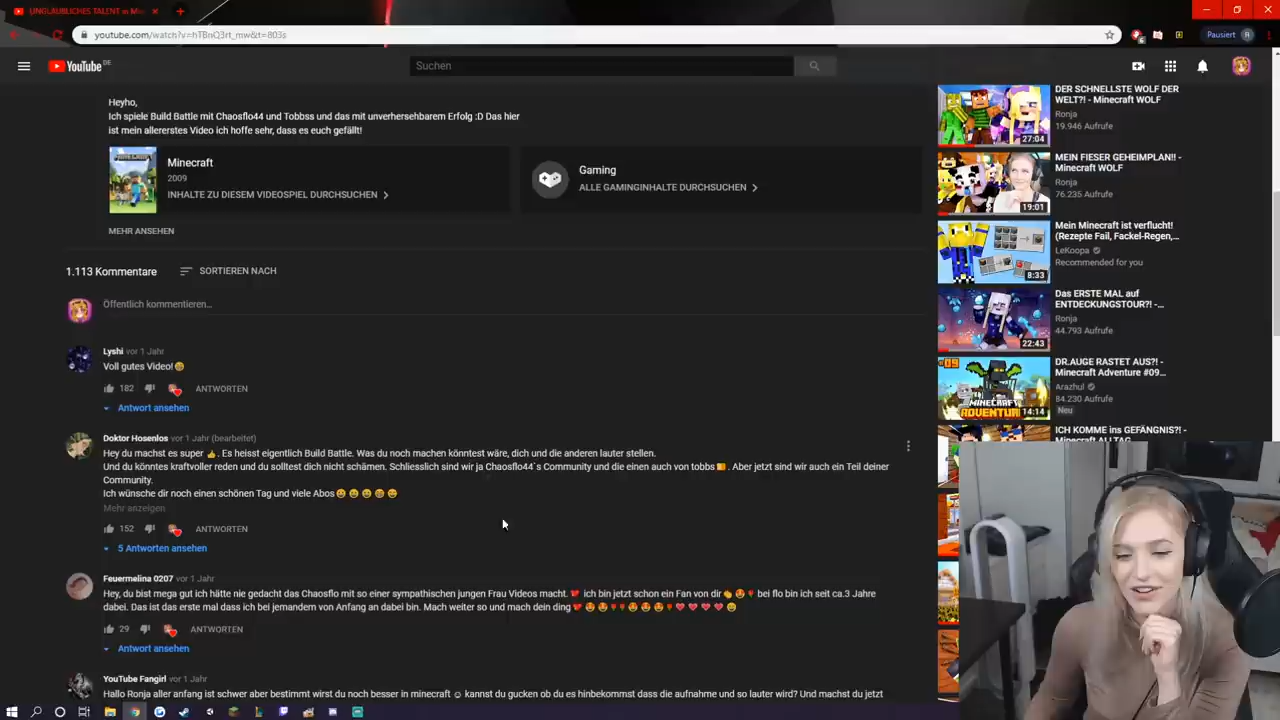 UNGLAUBLICHES TALENT in Mi
youtube.com/watch?v=hTBnQ3rt_mw&t=803s
Pausiert
R
YouTube DE
Suchen
Heyho,
Ich spiele Build Battle mit Chaosflo44 und Tobbss und das mit unverhersehbarem Erfolg :D Das hier
ist mein allererstes Video ich hoffe sehr, dass es euch gefällt!
Minecraft
2009
INHALTE ZU DIESEM VIDEOSPIEL DURCHSUCHEN
Gaming
ALLE GAMINGINHALTE DURCHSUCHEN
MEHR ANSEHEN
1.113 Kommentare
SORTIEREN NACH
Öffentlich kommentieren...
Lyshi vor 1 Jahr
Voll gutes Video!😂
182
ANTWORTEN
Antwort ansehen
Doktor Hosenlos vor 1 Jahr (bearbeitet)
Hey du machst es super 👍. Es heisst eigentlich Build Battle. Was du noch machen könntest wäre, dich und die anderen lauter stellen.
Und du könntes kraftvoller reden und du solltest dich nicht schämen. Schliesslich sind wir ja Chaosflo44`s Community und die einen auch von tobbs. Aber jetzt sind wir auch ein Teil deiner
Community.
Ich wünsche dir noch einen schönen Tag und viele Abos
Mehr anzeigen
152
ANTWORTEN
5 Antworten ansehen
Feuermelina 0207 vor 1 Jahr
Hey, du bist mega gut ich hätte nie gedacht das Chaosflo mit so einer sympathischen jungen Frau Videos macht. ich bin jetzt schon ein Fan von dir bei flo bin ich seit ca.3 Jahre
dabei. Das ist das erste mal dass ich bei jemandem von Anfang an dabei bin. Mach weiter so und mach dein ding
29
ANTWORTEN
Antwort ansehen
YouTube Fangirl vor 1 Jahr
Hallo Ronja aller anfang ist schwer aber bestimmt wirst du noch besser in minecraft ☺ kannst du gucken ob du es hinbekommst dass die aufnahme und so lauter wird? Und machst du jetzt
DER SCHNELLSTE WOLF DER
WELT?! - Minecraft WOLF
Ronja
19.946 Aufrufe
27:04
MEIN FIESER GEHEIMPLAN!! -
Minecraft WOLF
Ronja
76.235 Aufrufe
19:01
Mein Minecraft ist verflucht!
(Rezepte Fail, Fackel-Regen,...
LeKoopa
Recommended for you
8:33
Das ERSTE MAL auf
ENTDECKUNGSTOUR?! -...
Ronja
44.793 Aufrufe
22:43
DR.AUGE RASTET AUS?! -
Minecraft Adventure #09...
Arazhul
84.230 Aufrufe
Neu
#09
MINECRAFT
ADVENTURE
14:14
ICH KOMME ins GEFÄNGNIS?! -
Minecraft ALLTAG